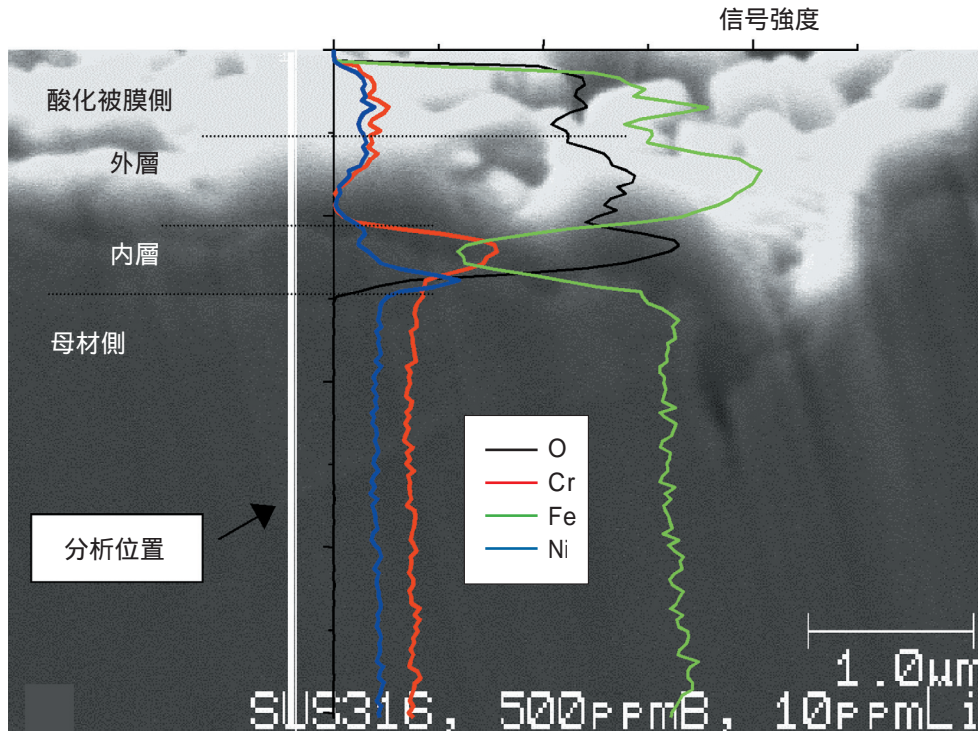 信号強度
酸化被膜側
外層
内層
母材側
O
Cr
Fe
Ni
分析位置
1.0μm
SUS316, 500ppmB, 10ppmLi